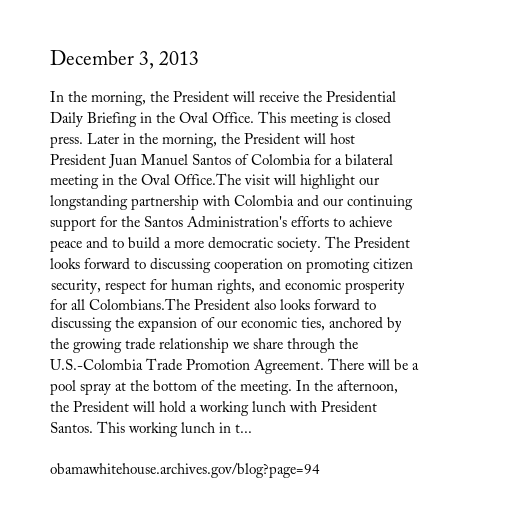 December 3, 2013
In the morning, the President will receive the Presidential
Daily Briefing in the Oval Office. This meeting is closed
press. Later in the morning, the President will host
President Juan Manuel Santos of Colombia for a bilateral
meeting in the Oval Office.The visit will highlight our
longstanding partnership with Colombia and our continuing
support for the Santos Administration's efforts to achieve
peace and to build a more democratic society. The President
looks forward to discussing cooperation on promoting citizen
security, respect for human rights, and economic prosperity
for all Colombians.The President also looks forward to
discussing the expansion of our economic ties, anchored by
the growing trade relationship we share through the
U.S.-Colombia Trade Promotion Agreement. There will be a
pool spray at the bottom of the meeting. In the afternoon,
the President will hold a working lunch with President
Santos. This working lunch in t...
obamawhitehouse.archives.gov/blog?page=94